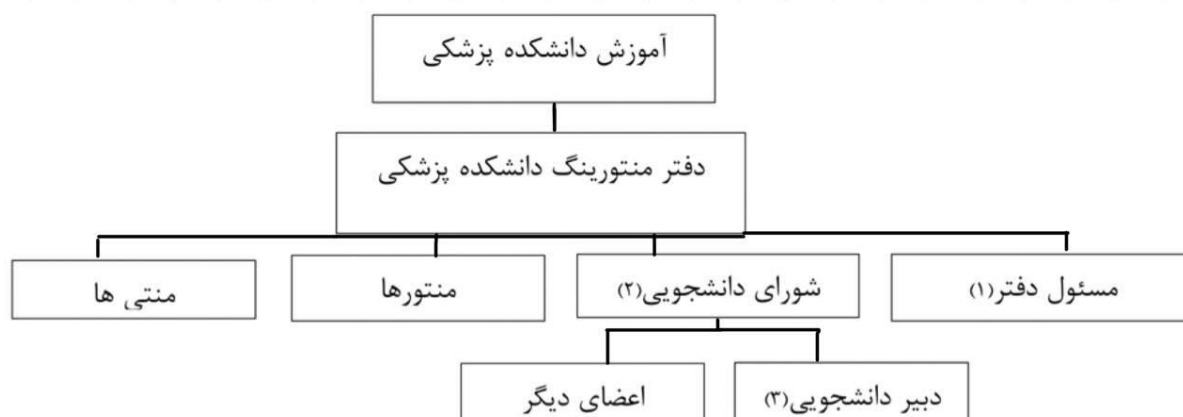 آموزش دانشکده پزشکی
دفتر منتورینگ دانشکده پزشکی
مسئول دفتر(۱)
شورای دانشجویی(۲)
منتورها
منتی ها
دبیر دانشجویی(۳)
اعضای دیگر